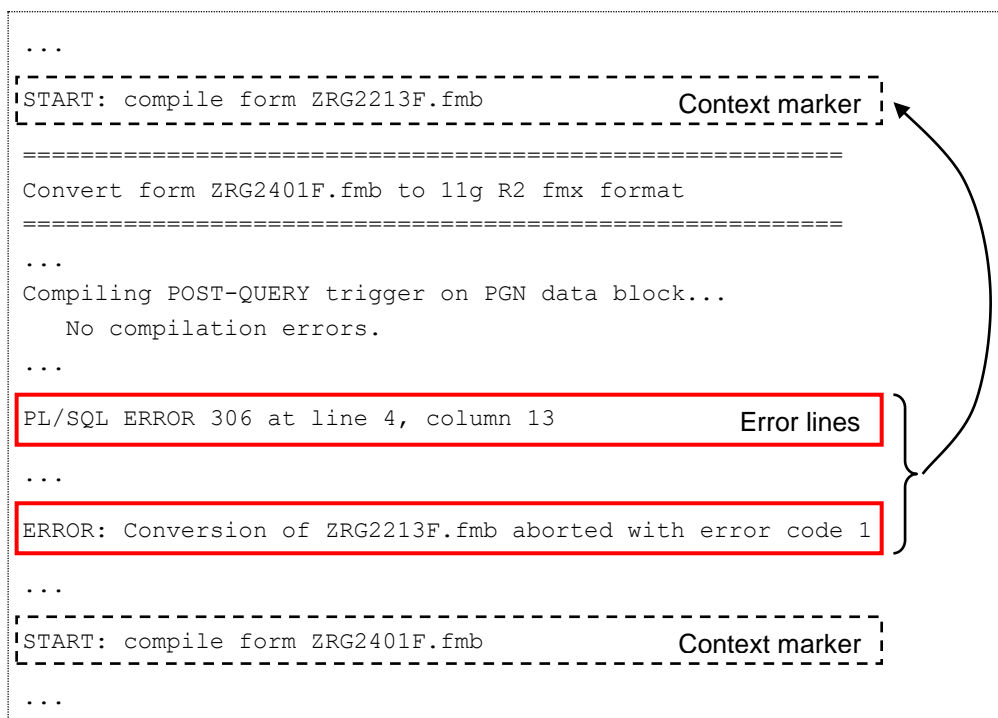 ...
START: compile form ZRG2213F.fmb Context marker
=========================================================
Convert form ZRG2401F.fmb to 11g R2 fmx format
=========================================================
...
Compiling POST-QUERY trigger on PGN data block...
No compilation errors.
...
PL/SQL ERROR 306 at line 4, column 13 Error lines
...
ERROR: Conversion of ZRG2213F.fmb aborted with error code 1
...
START: compile form ZRG2401F.fmb Context marker
...